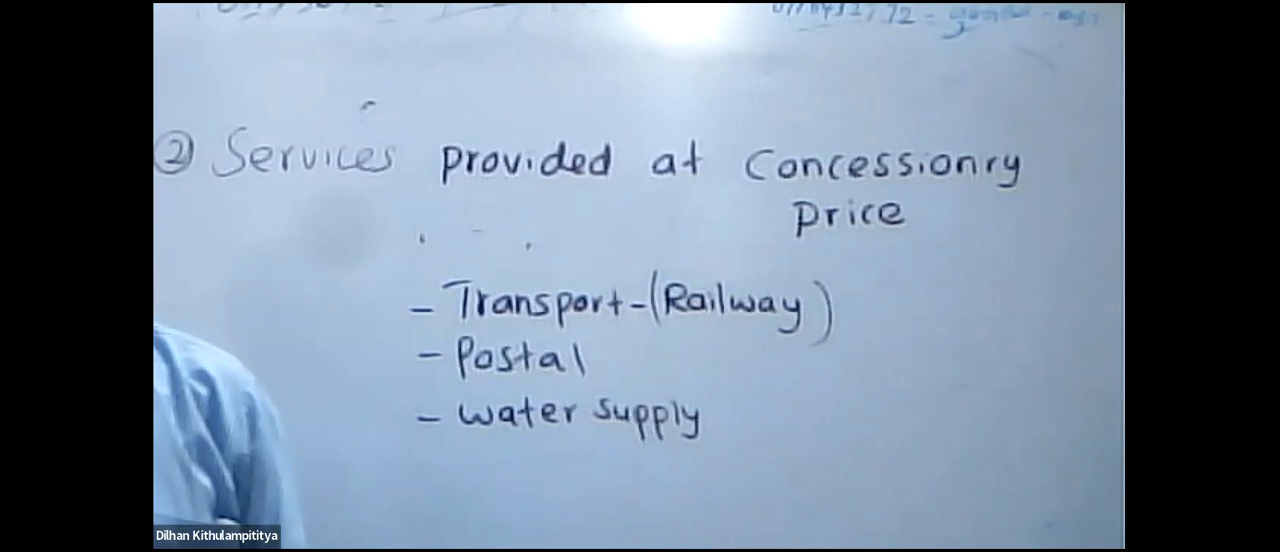 ② Services provided at Concessionry
price
- Transport - (Railway)
- Postal
- water supply
Dilhan Kithulampititya